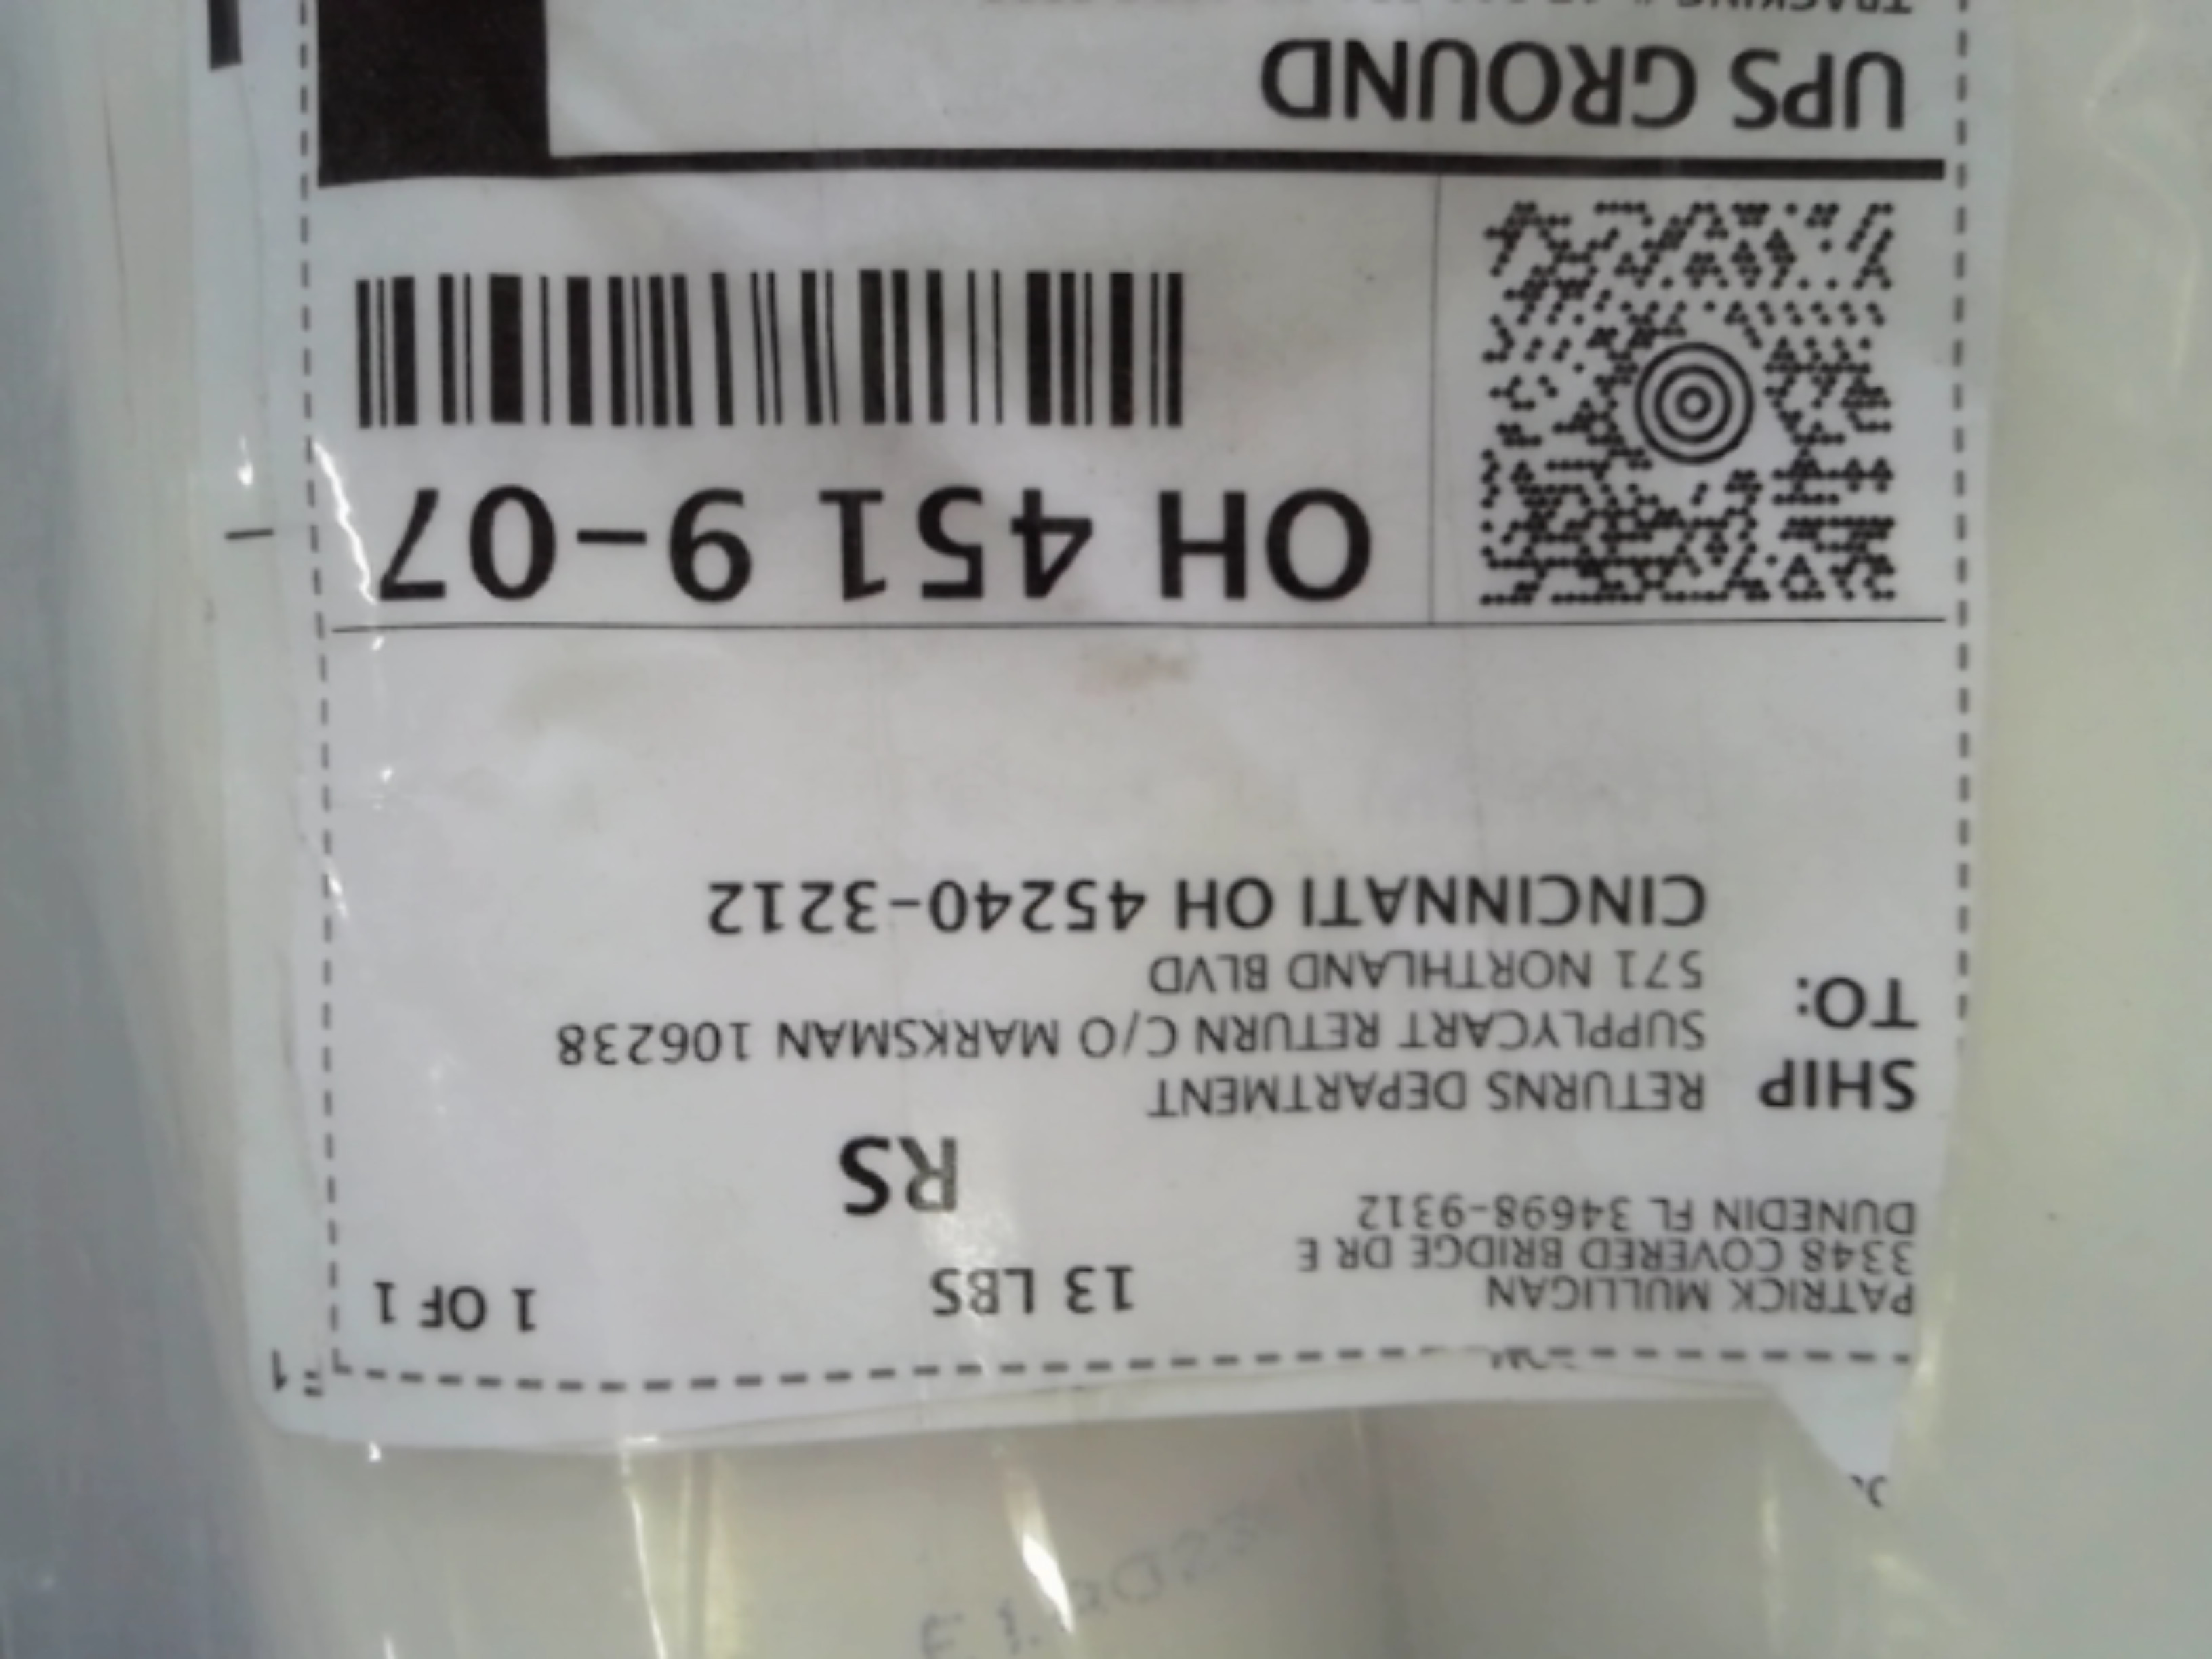 PATRICK MULLIGAN
3348 COVERED BRIDGE DR E
DUNEDIN FL 34698-9312
13 LBS
1 OF 1
RS
SHIP
TO:
RETURNS DEPARTMENT
SUPPLYCART RETURN C/O MARKSMAN 106238
571 NORTHLAND BLVD
CINCINNATI OH 45240-3212
OH 451 9-07
UPS GROUND